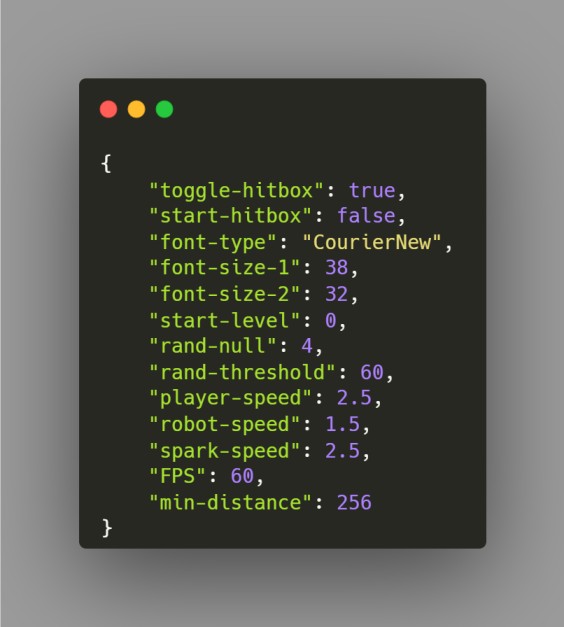 {
    "toggle-hitbox": true,
    "start-hitbox": false,
    "font-type": "CourierNew",
    "font-size-1": 38,
    "font-size-2": 32,
    "start-level": 0,
    "rand-null": 4,
    "rand-threshold": 60,
    "player-speed": 2.5,
    "robot-speed": 1.5,
    "spark-speed": 2.5,
    "FPS": 60,
    "min-distance": 256
}